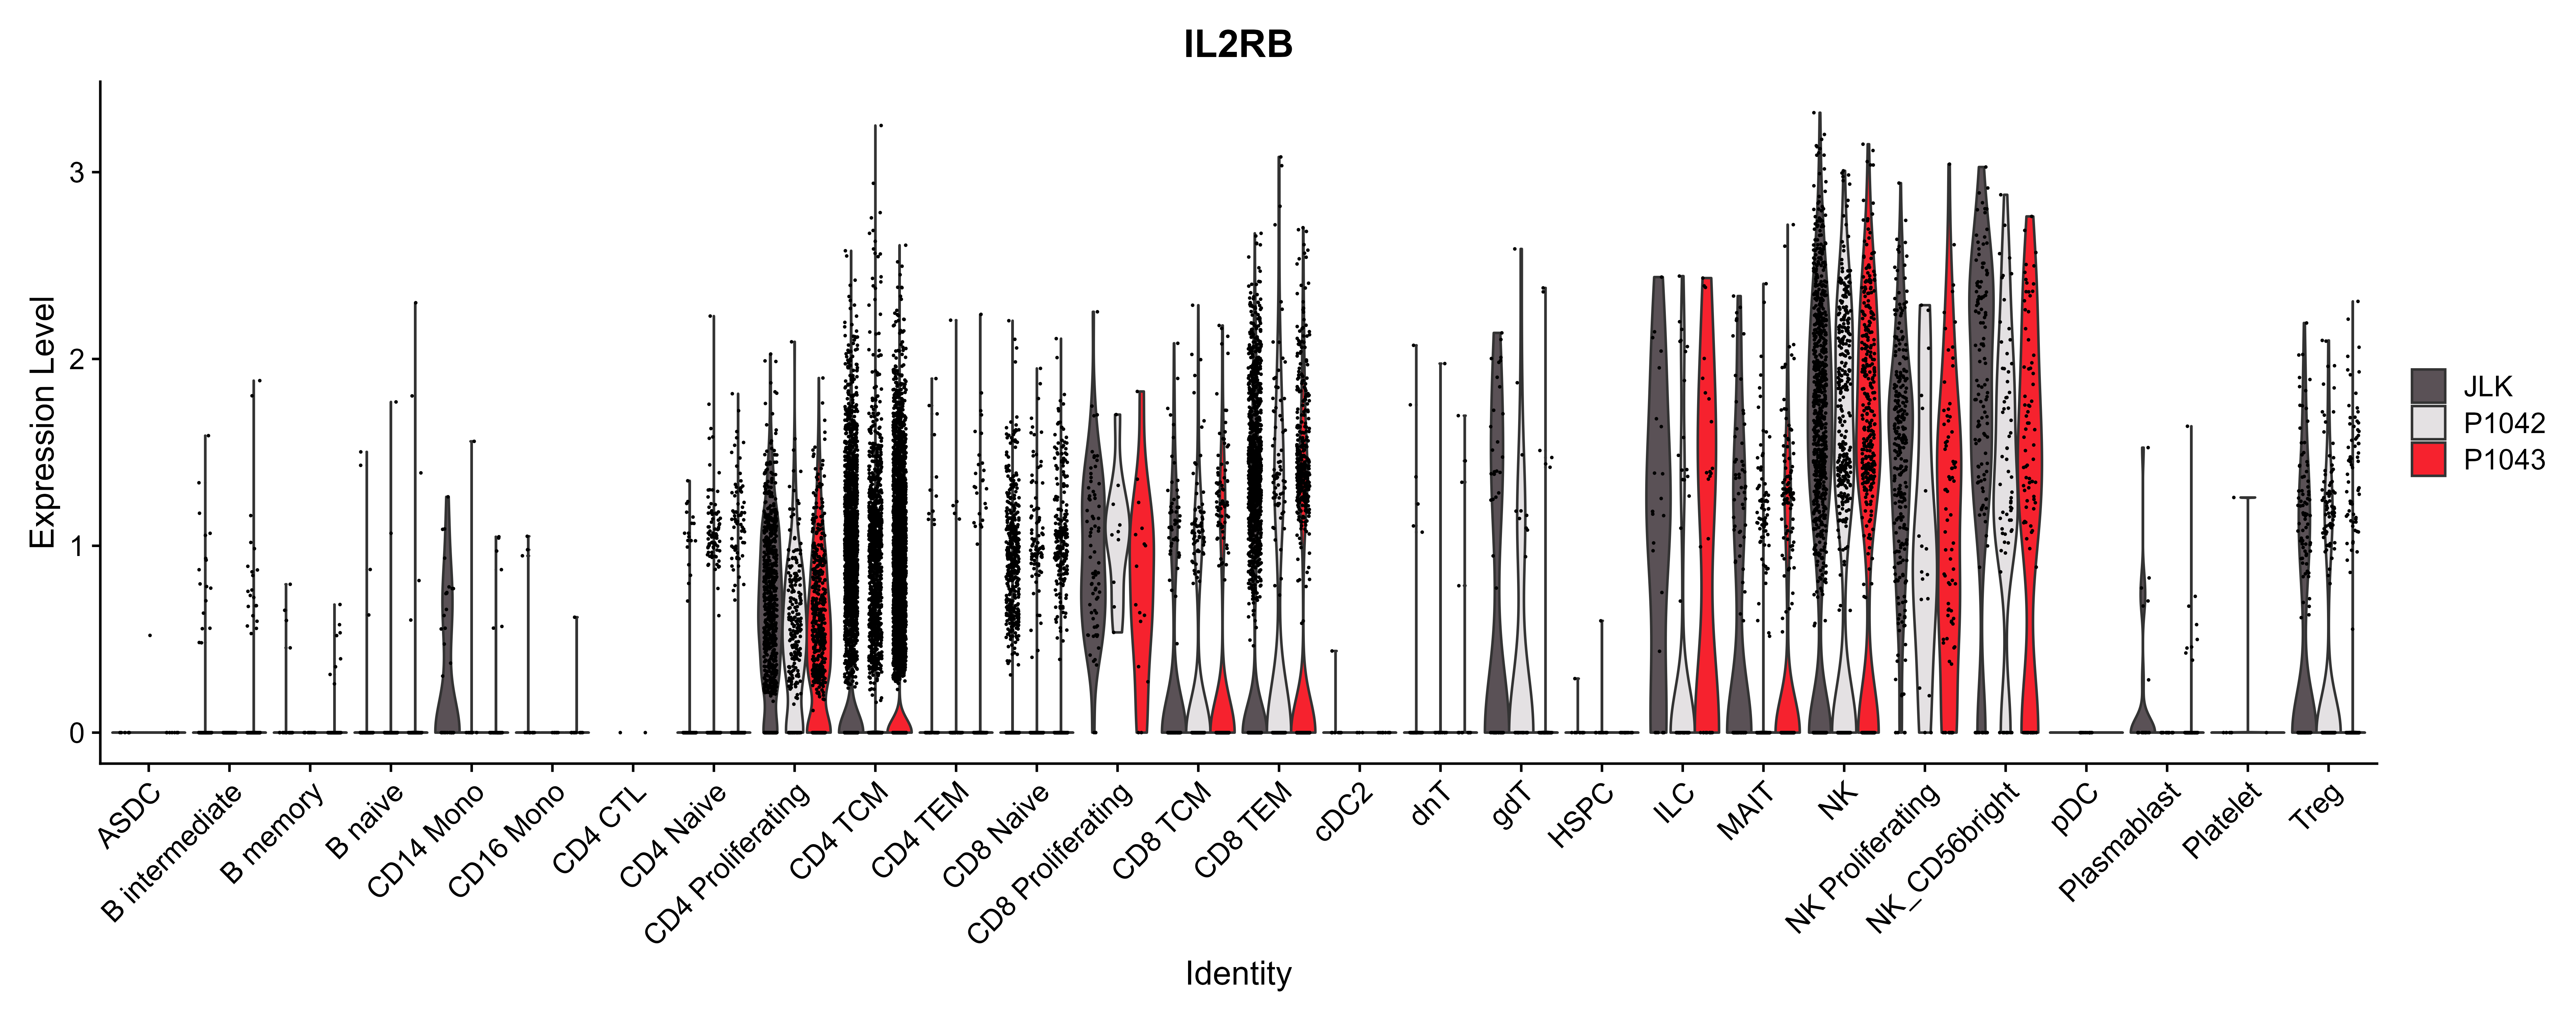 IL2RB
Expression Level
3
2
1
0
JLK
P1042
P1043
ASDC
B intermediate
B memory
B naive
CD14 Mono
CD16 Mono
CD4 CTL
CD4 Naive
CD4 Proliferating
CD4 TCM
CD4 TEM
CD8 Naive
CD8 Proliferating
CD8 TCM
CD8 TEM
cDC2
dnT
gdT
HSPC
ILC
MAIT
NK
NK Proliferating
NK_CD56bright
pDC
Plasmablast
Platelet
Treg
Identity